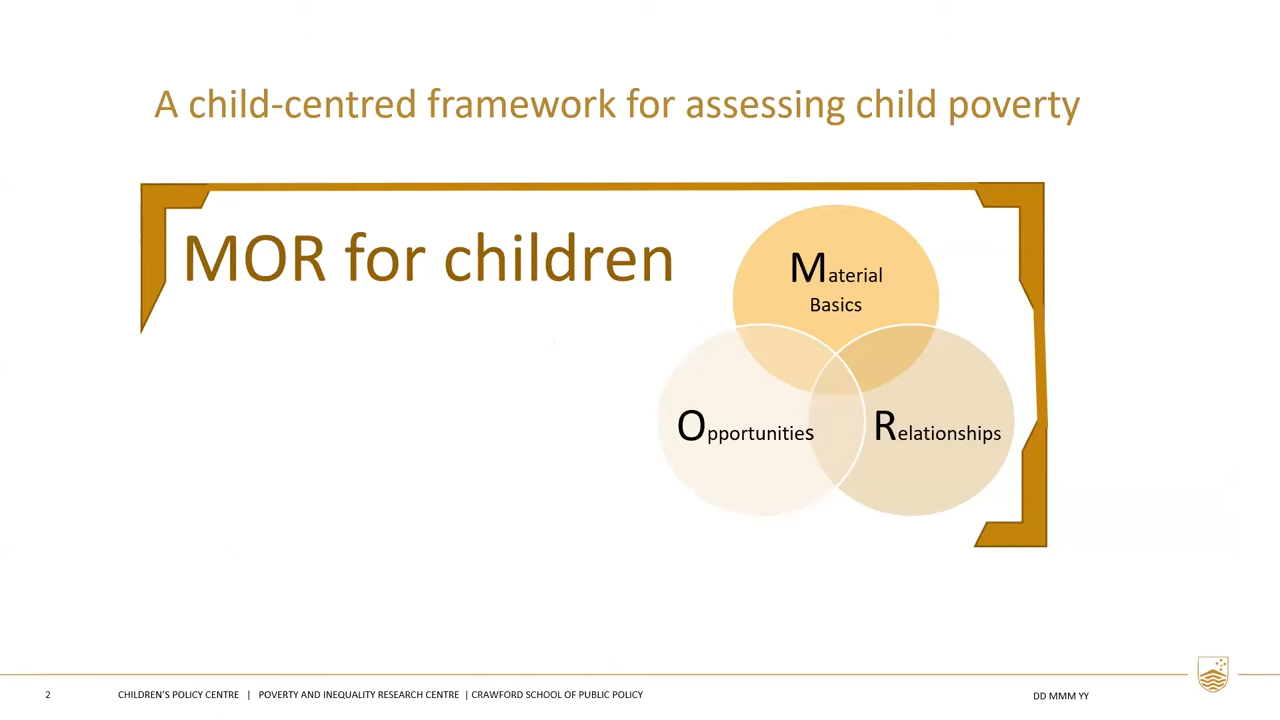 A child-centred framework for assessing child poverty
MOR for children
Material
Basics
Opportunities
Relationships
2
CHILDREN'S POLICY CENTRE | POVERTY AND INEQUALITY RESEARCH CENTRE | CRAWFORD SCHOOL OF PUBLIC POLICY
DD MMM YY